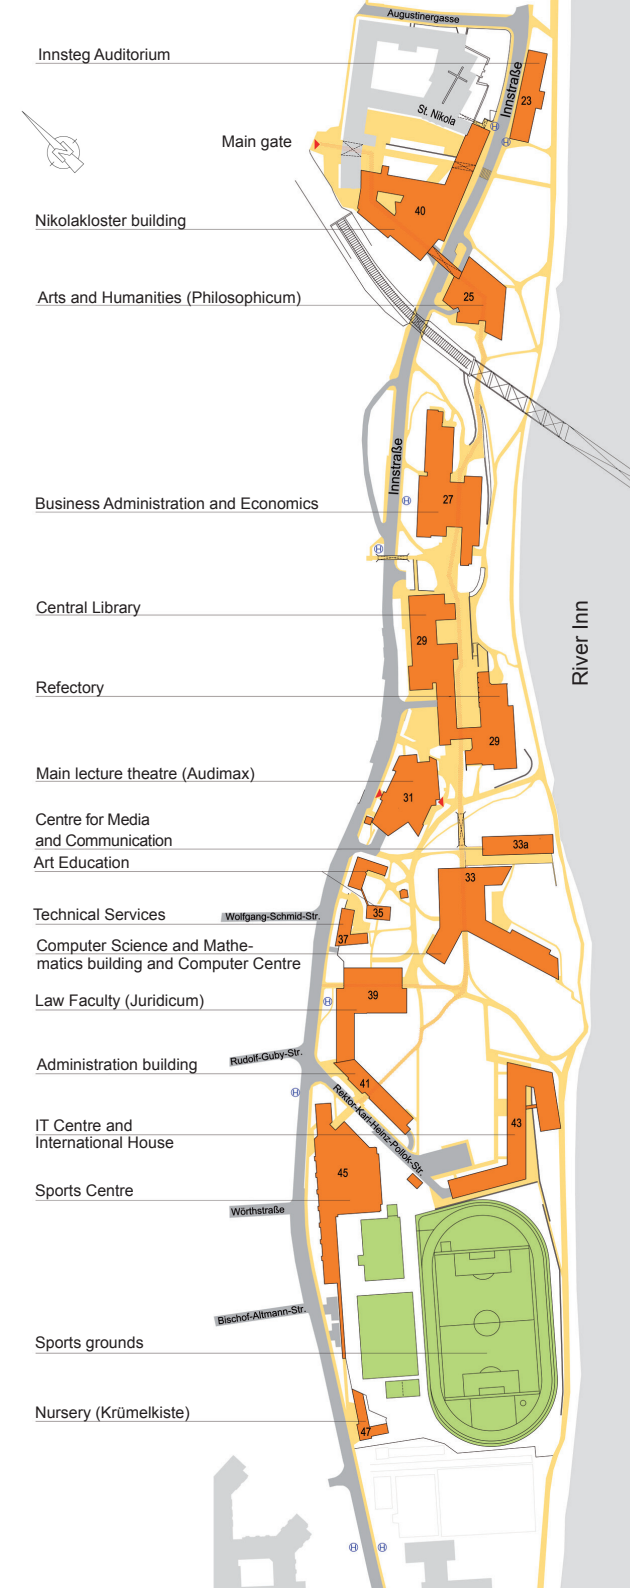 Augustinergasse
Innsteg Auditorium
Innstraße
23
St. Nikola
H
H
Main gate
40
Nikolakloster building
25
Arts and Humanities (Philosophicum)
Innstraße
27
Business Administration and Economics
H
H
Central Library
29
River Inn
Refectory
29
Main lecture theatre (Audimax)
31
Centre for Media
and Communication
33a
Art Education
33
Technical Services
Wolfgang-Schmid-Str.
35
37
Computer Science and Mathe-
matics building and Computer Centre
Law Faculty (Juridicum)
H
39
Rudolf-Guby-Str.
Administration building
41
H
Rektor-Karl-Heinz-Pollok-Str.
IT Centre and
International House
43
45
Sports Centre
Wörthstraße
Bischof-Altmann-Str.
Sports grounds
Nursery (Krümelkiste)
47
H
H